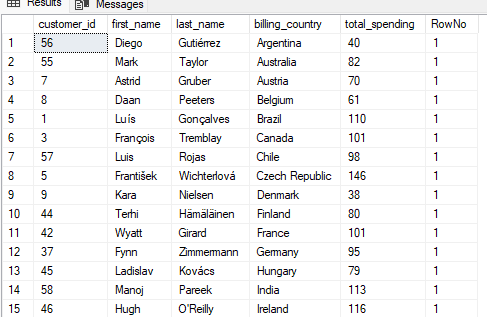 Results Messages
customer_id first_name last_name billing_country total_spending RowNo
1 56 Diego Gutiérrez Argentina 40 1
2 55 Mark Taylor Australia 82 1
3 7 Astrid Gruber Austria 70 1
4 8 Daan Peeters Belgium 61 1
5 1 Luís Gonçalves Brazil 110 1
6 3 François Tremblay Canada 101 1
7 57 Luis Rojas Chile 98 1
8 5 František Wichterlová Czech Republic 146 1
9 9 Kara Nielsen Denmark 38 1
10 44 Terhi Hämäläinen Finland 80 1
11 42 Wyatt Girard France 101 1
12 37 Fynn Zimmermann Germany 95 1
13 45 Ladislav Kovács Hungary 79 1
14 58 Manoj Pareek India 113 1
15 46 Hugh O'Reilly Ireland 116 1